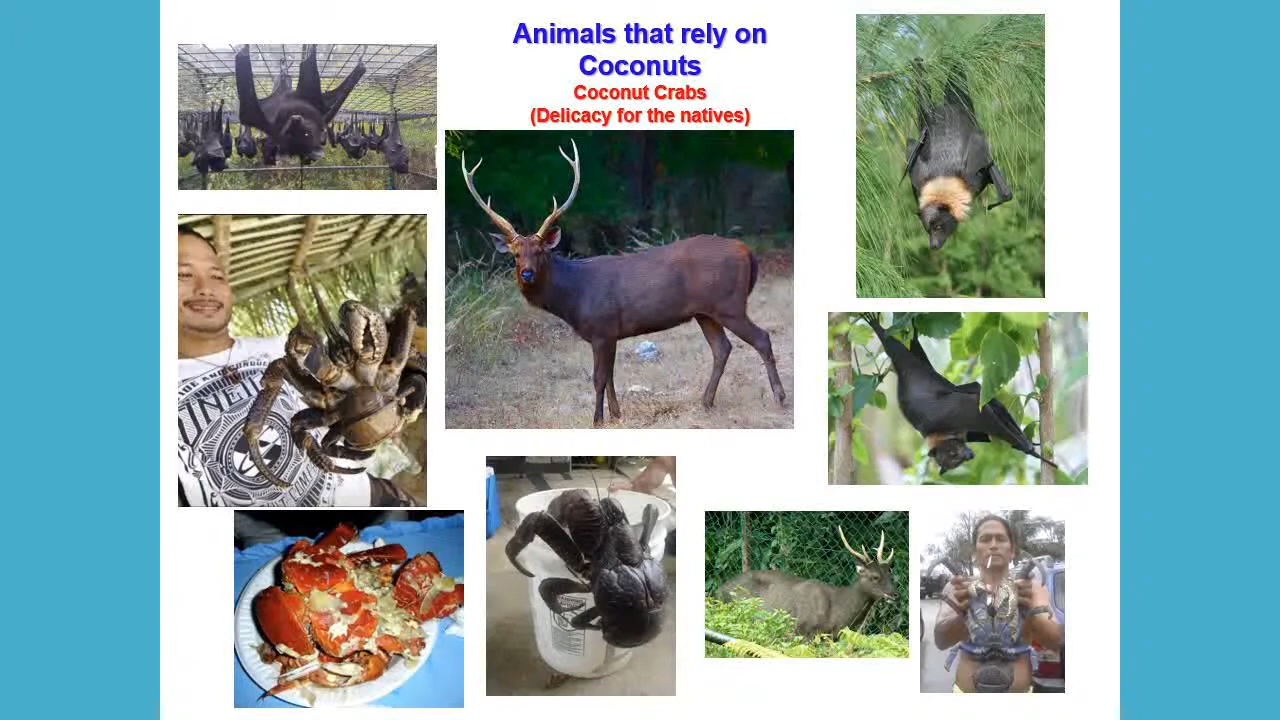 Animals that rely on
Coconuts
Coconut Crabs
(Delicacy for the natives)